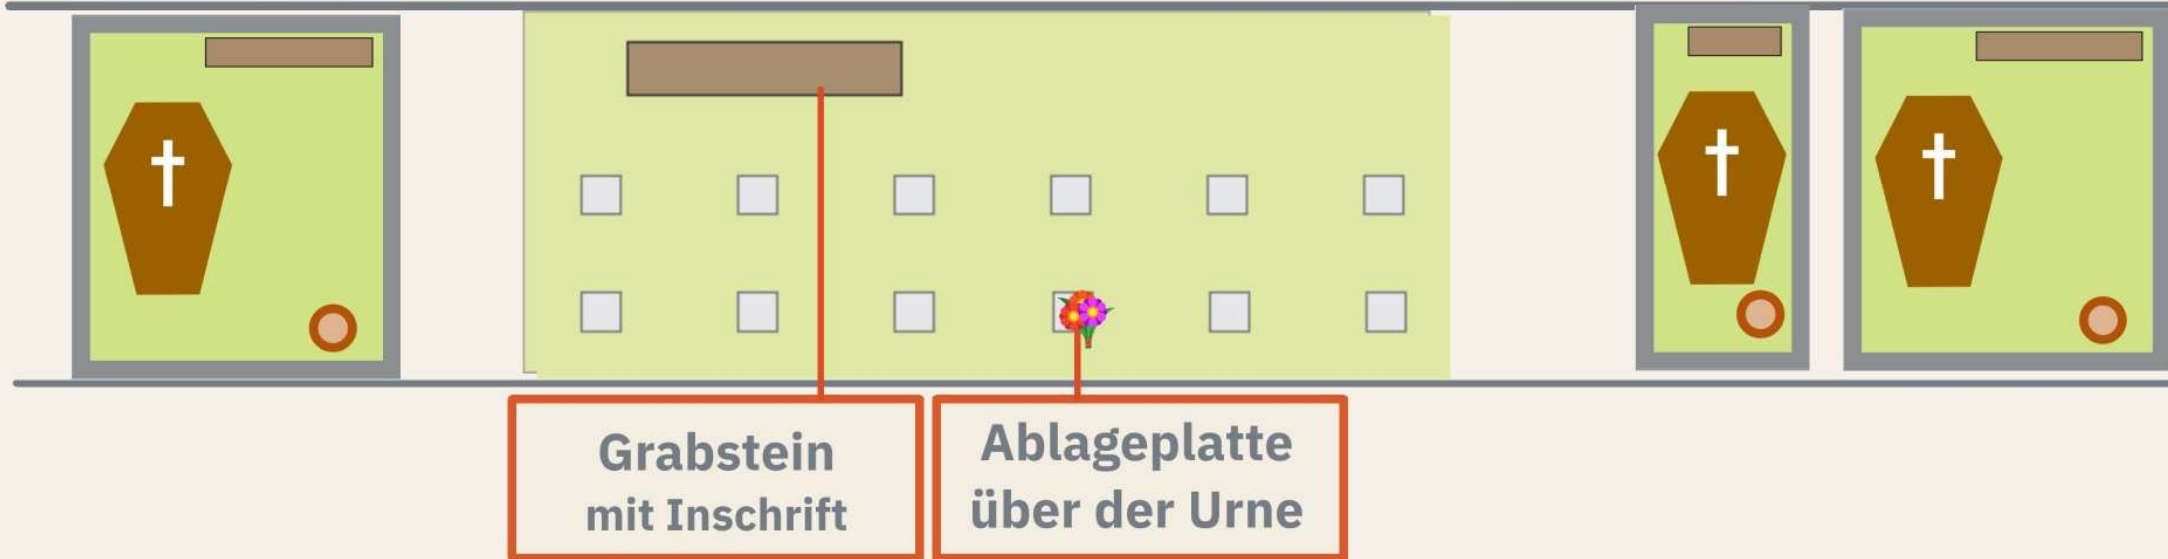 Grabstein
mit Inschrift
Ablageplatte
über der Urne